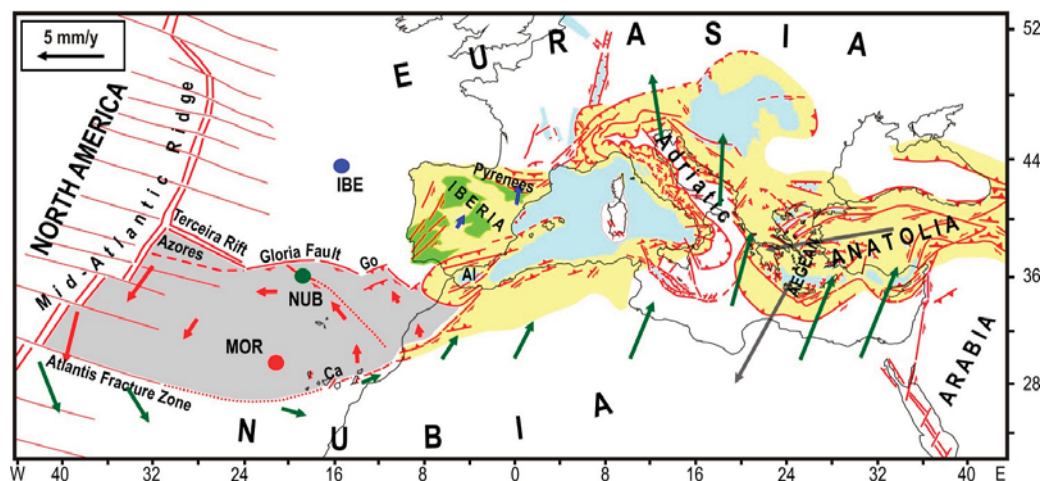 5 mm/y
EURASIA
NORTH AMERICA
Mid-Atlantic Ridge
IBE
Pyrenees
IBERIA
Adriatic
Terceira Rift
Azores
Gloria Fault
Go
Al
AEGEAN
ANATOLIA
NUB
MOR
Ca
Atlantis Fracture Zone
NUBIA
ARABIA
52
44
36
28
W 40 32 24 16 8 0 8 16 24 32 40 E